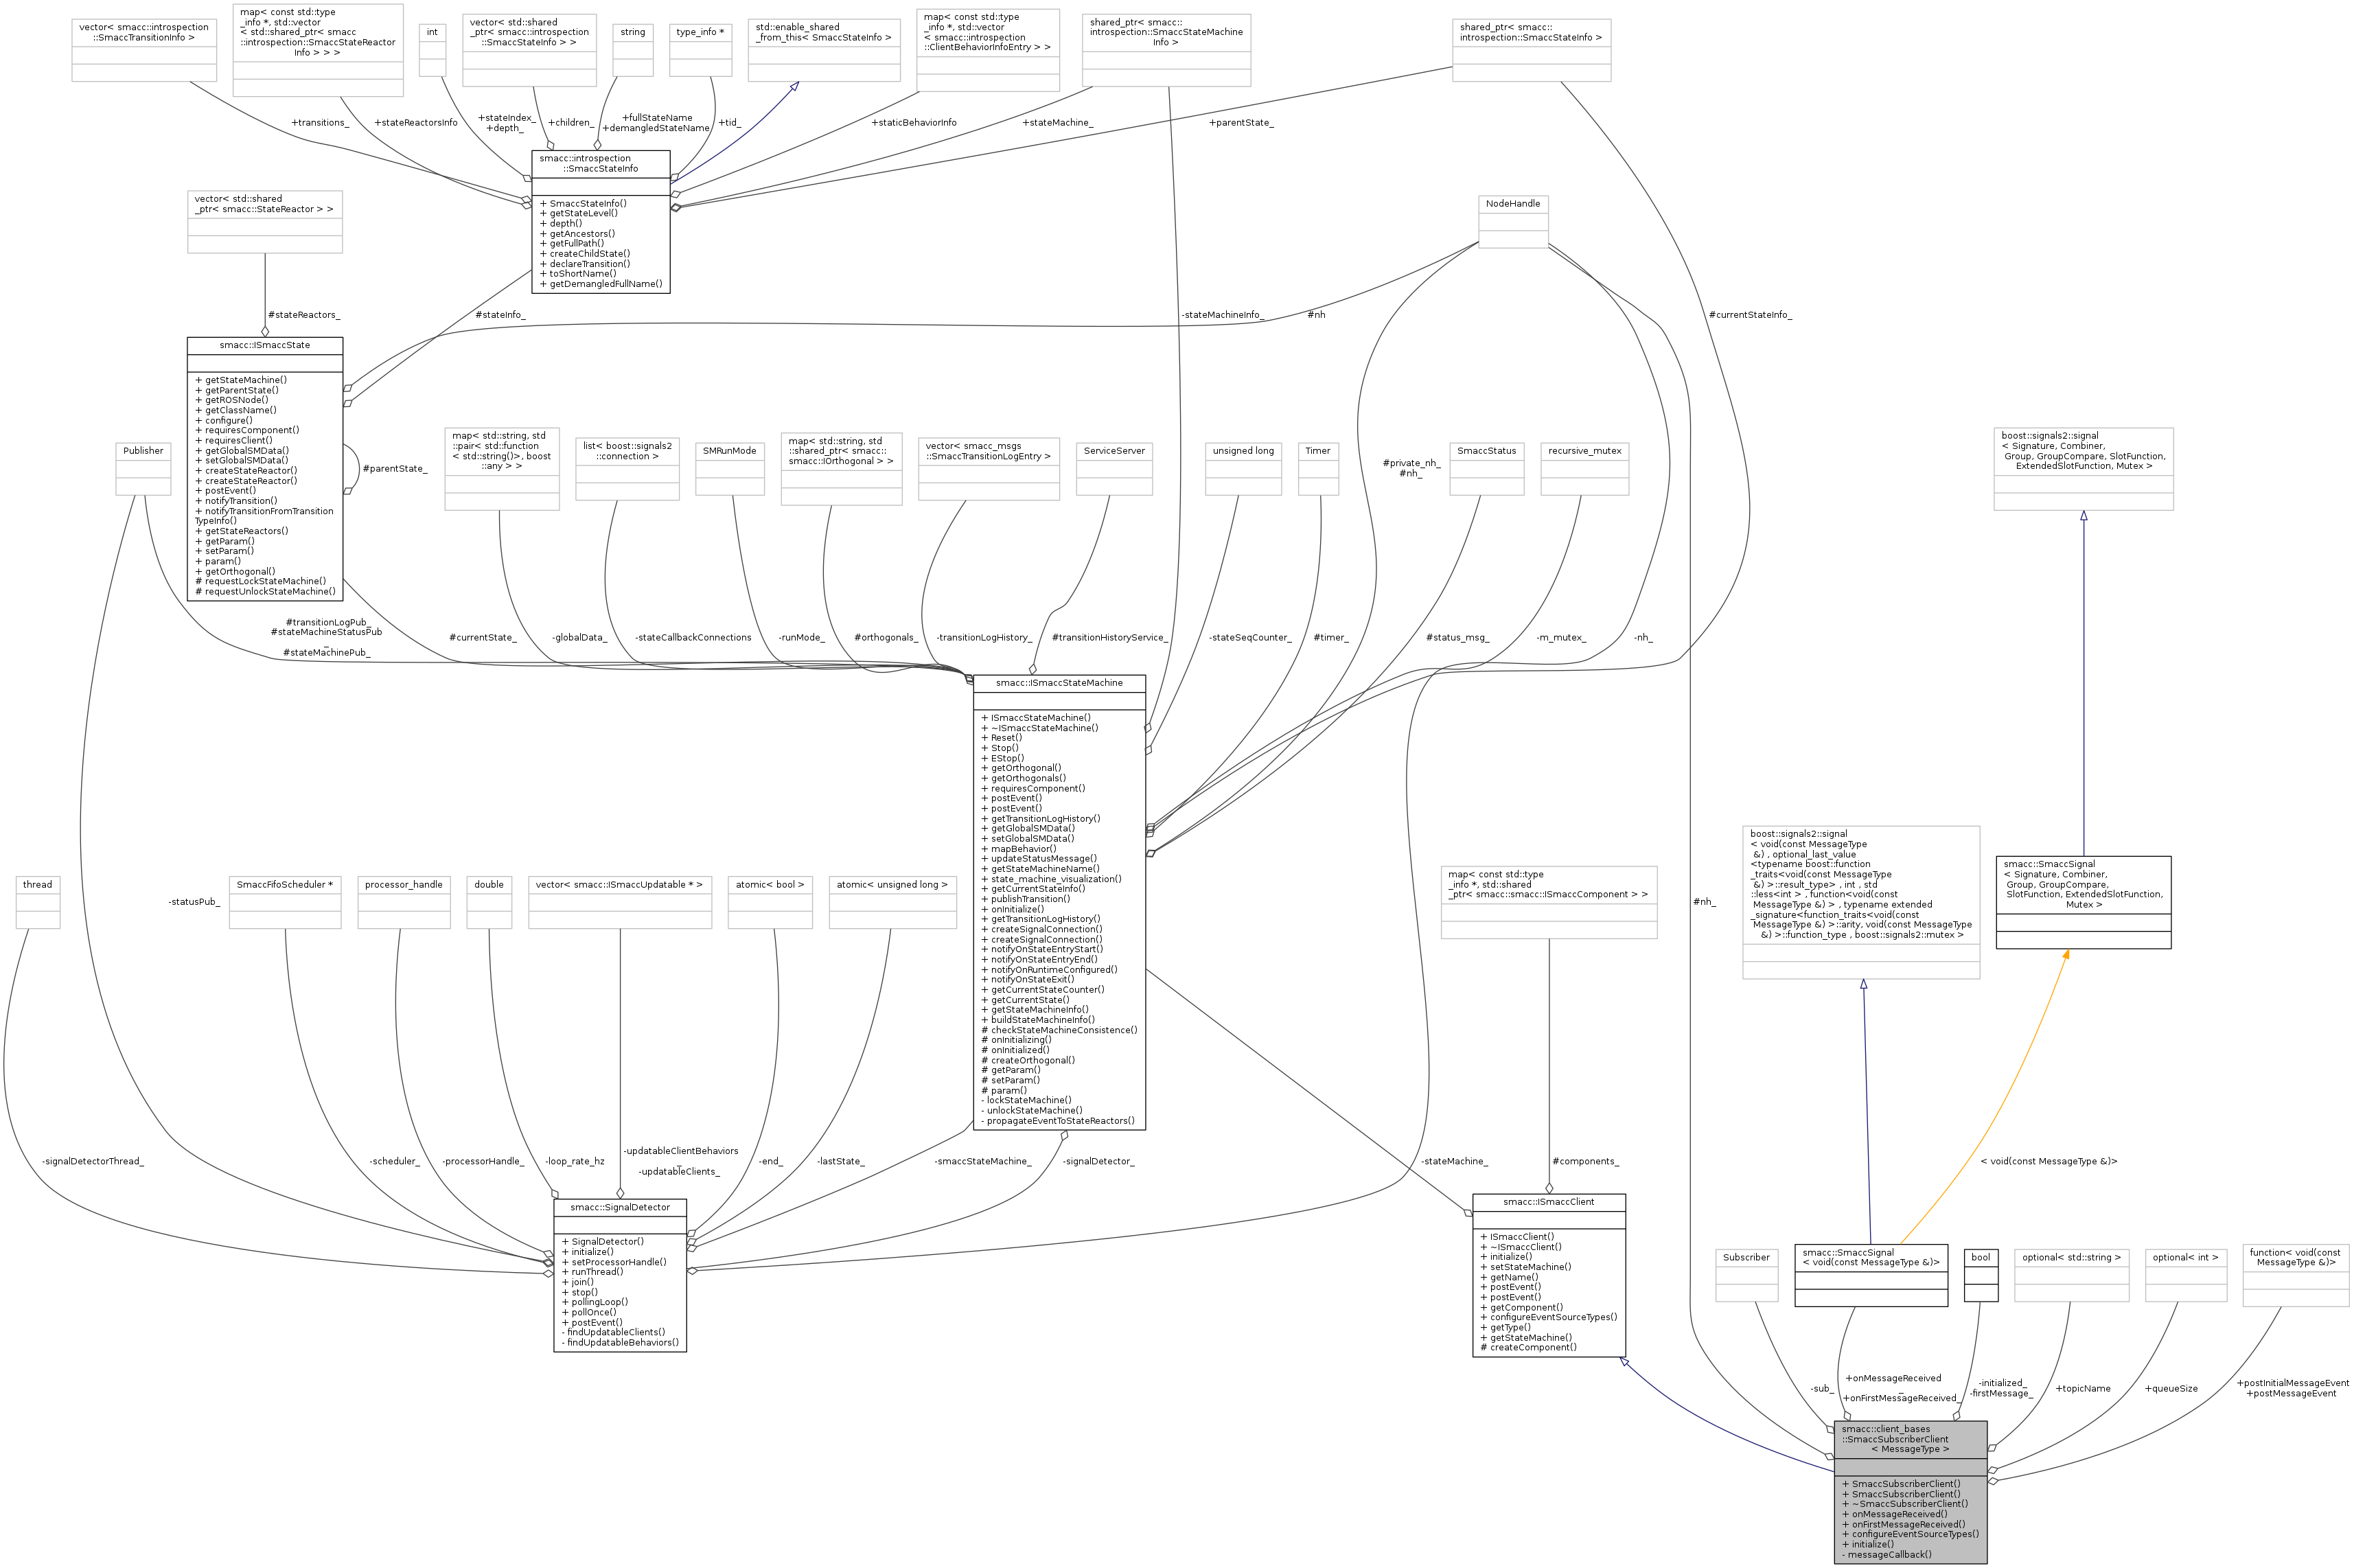 vector< smacc::introspection
::SmaccTransitionInfo >
map< const std::type
_info *, std::vector
< std::shared_ptr< smacc
::introspection::SmaccStateReactor
Info > > >
int
vector< std::shared
_ptr< smacc::introspection
::SmaccStateInfo > >
string
type_info *
std::enable_shared
_from_this< SmaccStateInfo >
map< const std::type
_info *, std::vector
< smacc::introspection
::ClientBehaviorInfoEntry > >
shared_ptr< smacc::
introspection::SmaccStateMachine
Info >
shared_ptr< smacc::
introspection::SmaccStateInfo >
+transitions_
+stateReactorsInfo
+stateIndex_
+depth_
+children_
+fullStateName
+demangledStateName
+tid_
+staticBehaviorInfo
+stateMachine_
+parentState_
smacc::introspection
::SmaccStateInfo
+ SmaccStateInfo()
+ getStateLevel()
+ depth()
+ getAncestors()
+ getFullPath()
+ createChildState()
+ declareTransition()
+ toShortName()
+ getDemangledFullName()
vector< std::shared
_ptr< smacc::StateReactor > >
NodeHandle
#stateReactors_
#stateInfo_
#nh
-stateMachineInfo_
#currentStateInfo_
smacc::ISmaccState
+ getStateMachine()
+ getParentState()
+ getROSNode()
+ getClassName()
+ configure()
+ requiresComponent()
+ requiresClient()
+ getGlobalSMData()
+ setGlobalSMData()
+ createStateReactor()
+ createStateReactor()
+ postEvent()
+ notifyTransition()
+ notifyTransitionFromTransition
TypeInfo()
+ getStateReactors()
+ getParam()
+ setParam()
+ param()
+ getOrthogonal()
# requestLockStateMachine()
# requestUnlockStateMachine()
#parentState_
Publisher
map< std::string, std
::pair< std::function
< std::string()>, boost
::any > >
list< boost::signals2
::connection >
SMRunMode
map< std::string, std
::shared_ptr< smacc::
smacc::IOrthogonal > >
vector< smacc_msgs
::SmaccTransitionLogEntry >
ServiceServer
unsigned long
Timer
#private_nh_
#nh_
SmaccStatus
recursive_mutex
boost::signals2::signal
< Signature, Combiner,
Group, GroupCompare, SlotFunction,
ExtendedSlotFunction, Mutex >
#transitionLogPub_
#stateMachineStatusPub
_
#stateMachinePub_
#currentState_
-globalData_
-stateCallbackConnections
-runMode_
#orthogonals_
-transitionLogHistory_
#transitionHistoryService_
-stateSeqCounter_
#timer_
#status_msg_
-m_mutex_
-nh_
smacc::ISmaccStateMachine
+ ISmaccStateMachine()
+ ~ISmaccStateMachine()
+ Reset()
+ Stop()
+ EStop()
+ getOrthogonal()
+ getOrthogonals()
+ requiresComponent()
+ postEvent()
+ postEvent()
+ getTransitionLogHistory()
+ getGlobalSMData()
+ setGlobalSMData()
+ mapBehavior()
+ updateStatusMessage()
+ getStateMachineName()
+ state_machine_visualization()
+ getCurrentStateInfo()
+ publishTransition()
+ onInitialize()
+ getTransitionLogHistory()
+ createSignalConnection()
+ createSignalConnection()
+ notifyOnStateEntryStart()
+ notifyOnStateEntryEnd()
+ notifyOnRuntimeConfigured()
+ notifyOnStateExit()
+ getCurrentStateCounter()
+ getCurrentState()
+ getStateMachineInfo()
+ buildStateMachineInfo()
# checkStateMachineConsistence()
# onInitializing()
# onInitialized()
# createOrthogonal()
# getParam()
# setParam()
# param()
- lockStateMachine()
- unlockStateMachine()
- propagateEventToStateReactors()
thread
-statusPub_
SmaccFifoScheduler *
processor_handle
double
vector< smacc::ISmaccUpdatable * >
atomic< bool >
atomic< unsigned long >
map< const std::type
_info *, std::shared
_ptr< smacc::smacc::ISmaccComponent > >
#nh_
boost::signals2::signal
< void(const MessageType
&) , optional_last_value
<typename boost::function
_traits<void(const MessageType
&) >::result_type> , int , std
::less<int > , function<void(const
MessageType &) > , typename extended
_signature<function_traits<void(const
MessageType &) >::arity, void(const MessageType
&) >::function_type , boost::signals2::mutex >
smacc::SmaccSignal
< Signature, Combiner,
Group, GroupCompare,
SlotFunction, ExtendedSlotFunction,
Mutex >
-signalDetectorThread_
-scheduler_
-processorHandle_
-loop_rate_hz
-updatableClientBehaviors
_
-updatableClients_
-end_
-lastState_
-smaccStateMachine_
-signalDetector_
-stateMachine_
#components_
< void(const MessageType &)>
smacc::SignalDetector
+ SignalDetector()
+ initialize()
+ setProcessorHandle()
+ runThread()
+ join()
+ stop()
+ pollingLoop()
+ pollOnce()
+ postEvent()
- findUpdatableClients()
- findUpdatableBehaviors()
smacc::ISmaccClient
+ ISmaccClient()
+ ~ISmaccClient()
+ initialize()
+ setStateMachine()
+ getName()
+ postEvent()
+ postEvent()
+ getComponent()
+ configureEventSourceTypes()
+ getType()
+ getStateMachine()
# createComponent()
Subscriber
smacc::SmaccSignal
< void(const MessageType &)>
bool
optional< std::string >
optional< int >
function< void(const
MessageType &)>
-sub_
+onMessageReceived
_
+onFirstMessageReceived_
-initialized_
-firstMessage_
+topicName
+queueSize
+postInitialMessageEvent
+postMessageEvent
smacc::client_bases
::SmaccSubscriberClient
< MessageType >
+ SmaccSubscriberClient()
+ SmaccSubscriberClient()
+ ~SmaccSubscriberClient()
+ onMessageReceived()
+ onFirstMessageReceived()
+ configureEventSourceTypes()
+ initialize()
- messageCallback()